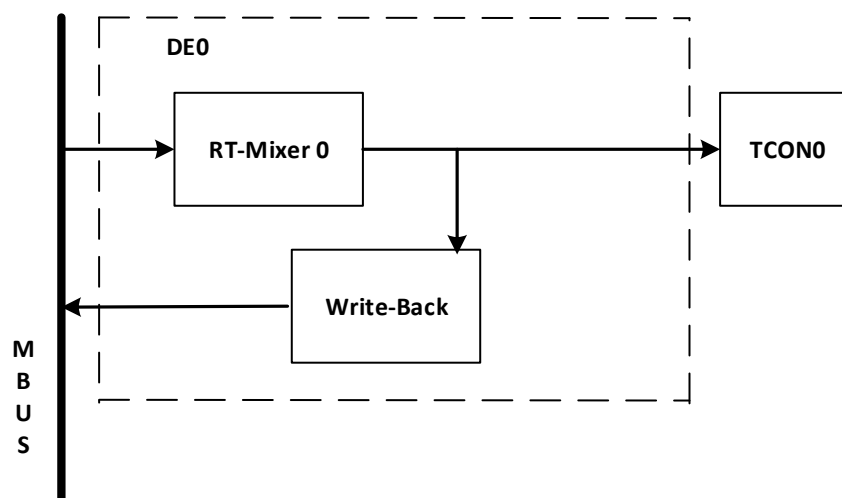 DE0
RT-Mixer 0
TCON0
Write-Back
M
B
U
S